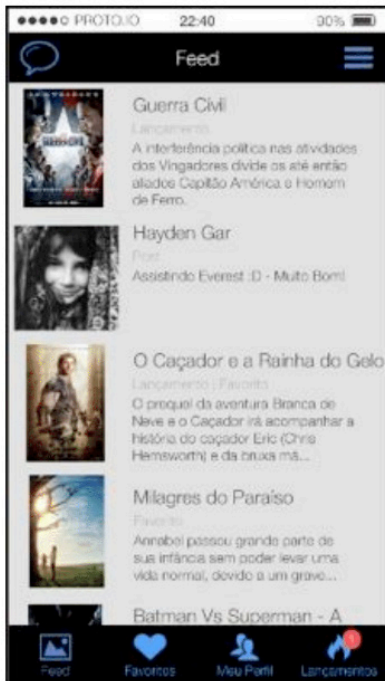 PROTO.IO 22:40 90%
Feed
Guerra Civil
Lançamento
A interferência política nas atividades
dos Vingadores divide os até então
aliados Capitão América e Homem
de Ferro.
Hayden Gar
Post
Assistindo Everest :D - Muito Bom!
O Caçador e a Rainha do Gelo
Lançamento | Favorito
O prequel da aventura Branca de
Neve e o Caçador irá acompanhar a
história do caçador Eric (Chris
Hemsworth) e da bruxa má...
Milagres do Paraíso
Favorito
Annabel passou grande parte de
sua infância sem poder levar uma
vida normal, devido a um grave...
Batman Vs Superman - A
1
Feed Favoritos Meu Perfil Lançamentos